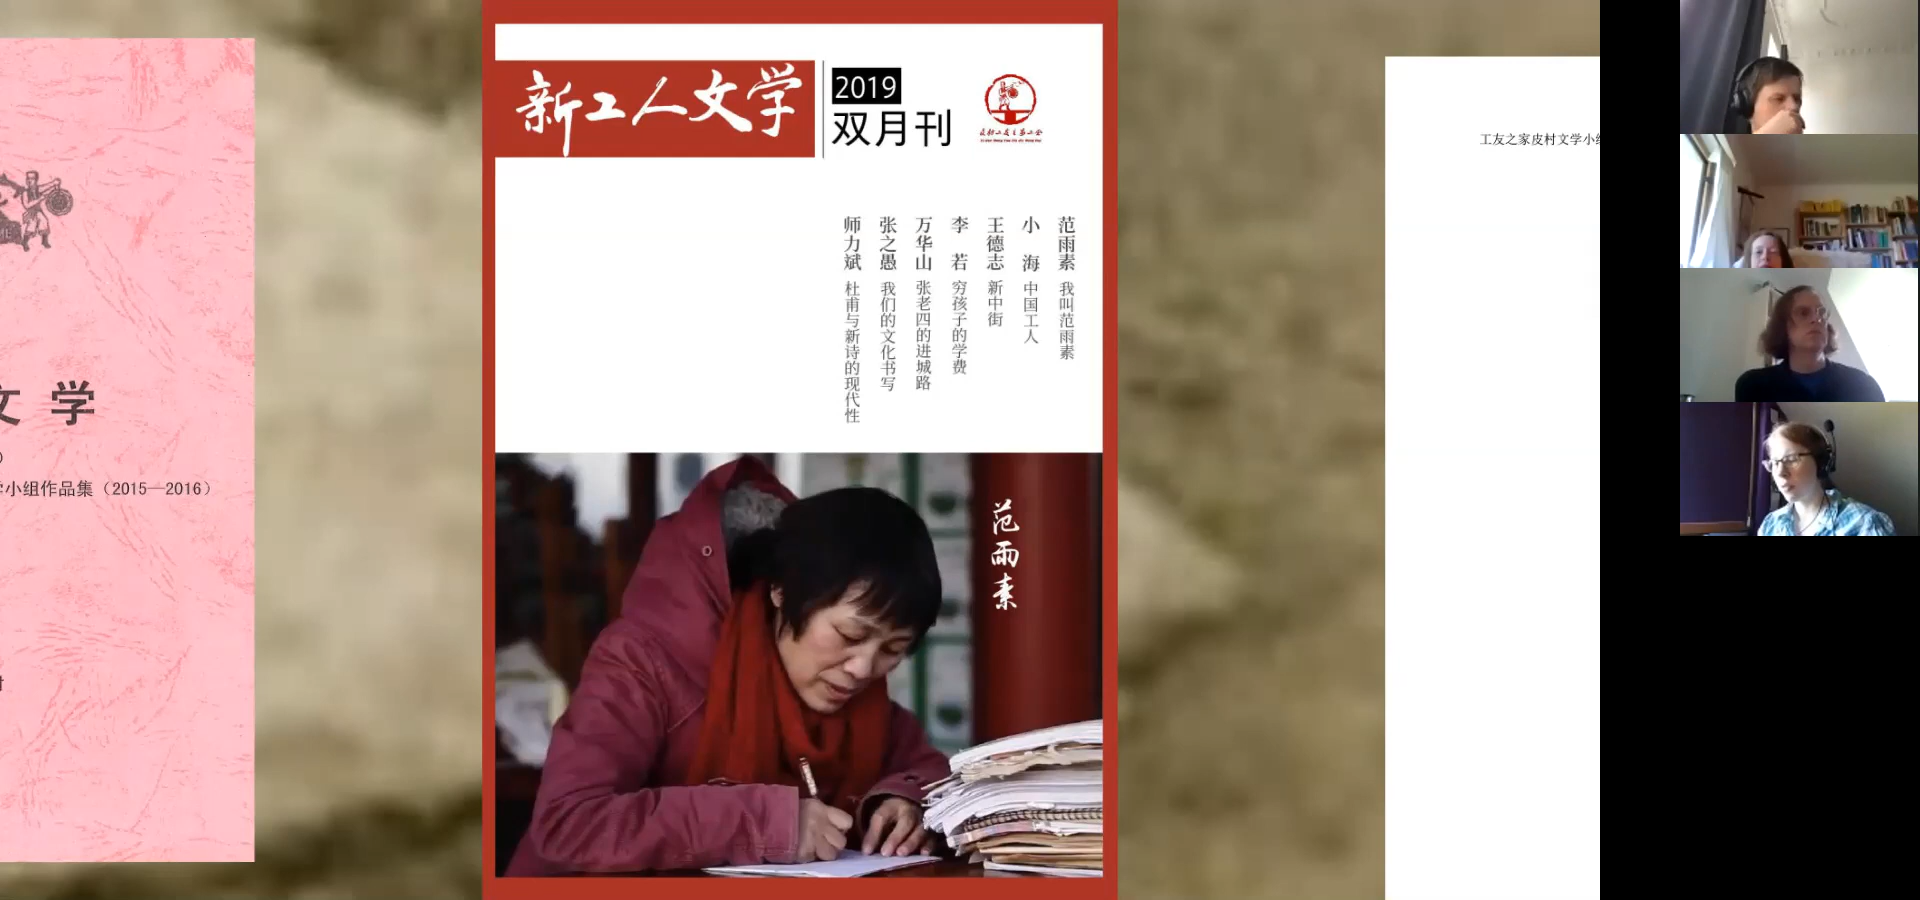 文 学
学小组作品集（2015—2016）
新工人文学
2019
双月刊
范雨素 我叫范雨素
小 海 中国工人
王德志 新中街
李 若 穷孩子的学费
万华山 张老四的进城路
张之愚 我们的文化书写
师力斌 杜甫与新诗的现代性
范雨素
工友之家皮村文学小组